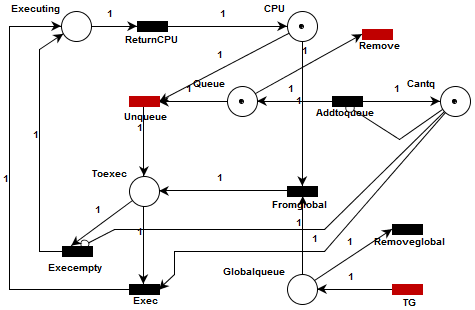 Executing
CPU
1
ReturnCPU
1
1
Remove
Queue
1
1
1
1
Cantq
Unqueue
Addtoqueue
1
1
Toexec
1
1
Fromglobal
1
1
1
1
1
Removeglobal
Execempty
Globalqueue
1
Exec
TG